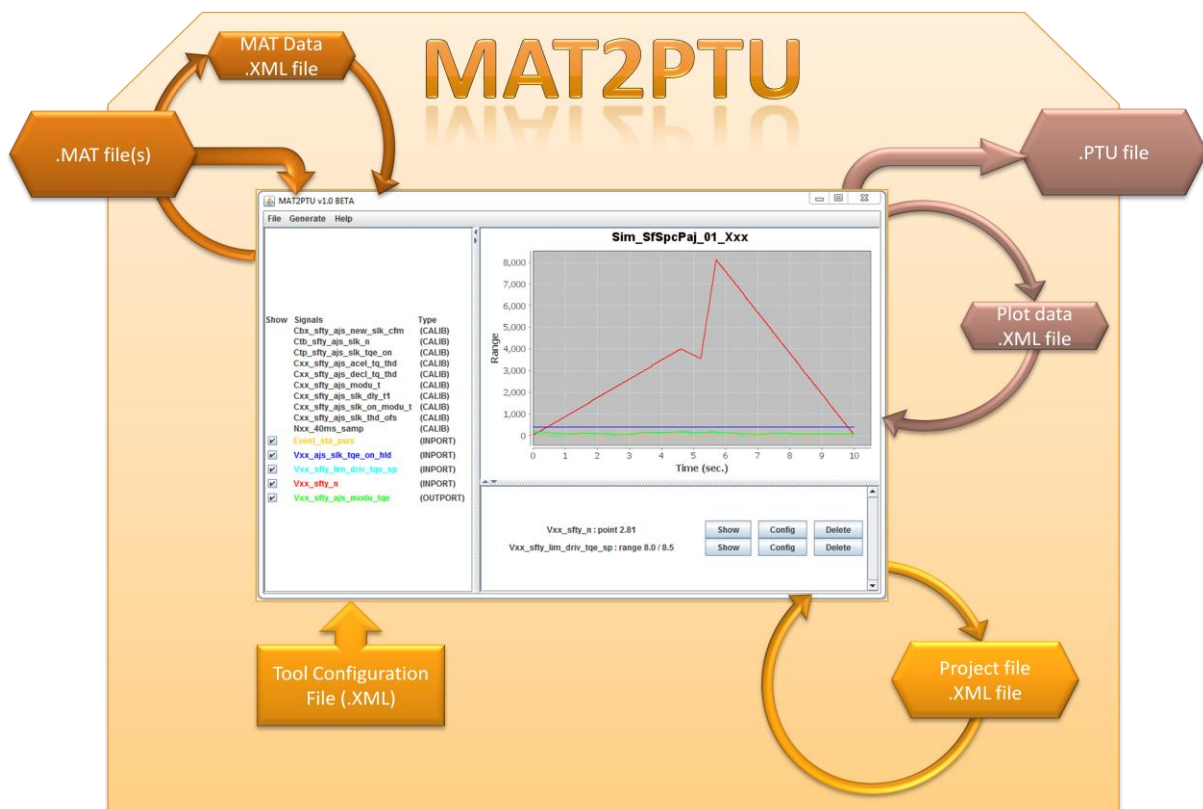 MAT2PTU
MAT Data
.XML file
.MAT file(s)
.PTU file
Plot data
.XML file
Project file
.XML file
Tool Configuration
File (.XML)
MAT2PTU v1.0 BETA
File Generate Help
Show Signals Type
Cbx_sfty_ajs_new_slk_cfm (CALIB)
Ctb_sfty_ajs_slk_n (CALIB)
Ctp_sfty_ajs_slk_tqe_on (CALIB)
Cxx_sfty_ajs_acel_tq_thd (CALIB)
Cxx_sfty_ajs_decl_tq_thd (CALIB)
Cxx_sfty_ajs_modu_t (CALIB)
Cxx_sfty_ajs_slk_dly_t1 (CALIB)
Cxx_sfty_ajs_slk_on_modu_t (CALIB)
Cxx_sfty_ajs_slk_thd_ofs (CALIB)
Nxx_40ms_samp (CALIB)
Event_sta_pws (INPORT)
Vxx_ajs_slk_tqe_on_hld (INPORT)
Vxx_sfty_lim_driv_tqe_sp (INPORT)
Vxx_sfty_n (INPORT)
Vxx_sfty_ajs_modu_tqe (OUTPORT)
Sim_SfSpcPaj_01_Xxx
8,000
7,000
6,000
5,000
4,000
3,000
2,000
1,000
0
Range
0 1 2 3 4 5 6 7 8 9 10
Time (sec.)
Vxx_sfty_n : point 2.81 Show Config Delete
Vxx_sfty_lim_driv_tqe_sp : range 8.0 / 8.5 Show Config Delete